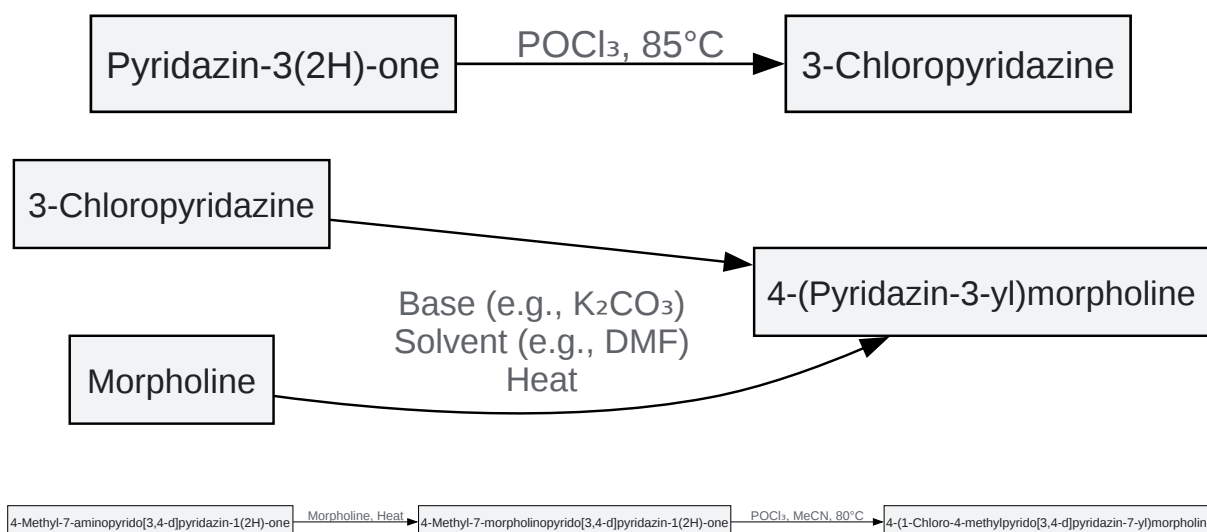 Pyridazin-3(2H)-one
POCl₃, 85°C
3-Chloropyridazine
3-Chloropyridazine
4-(Pyridazin-3-yl)morpholine
Base (e.g., K₂CO₃)
Solvent (e.g., DMF)
Heat
Morpholine
4-Methyl-7-aminopyrido[3,4-d]pyridazin-1(2H)-one
Morpholine, Heat
4-Methyl-7-morpholinopyrido[3,4-d]pyridazin-1(2H)-one
POCl₃, MeCN, 80°C
4-(1-Chloro-4-methylpyrido[3,4-d]pyridazin-7-yl)morpholin